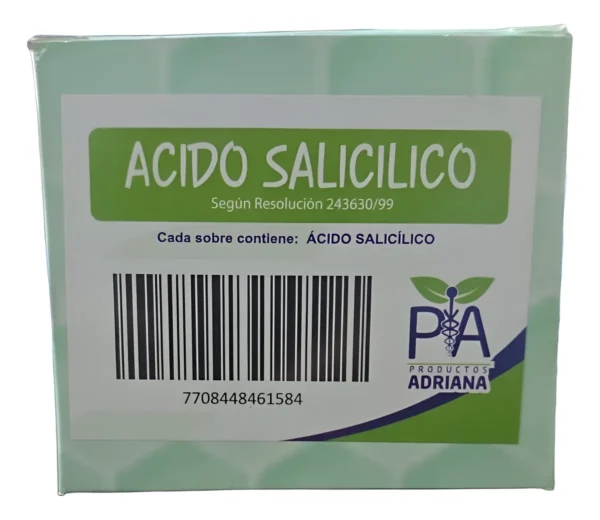 ACIDO SALICILICO
Según Resolución 243630/99
Cada sobre contiene: ÁCIDO SALICÍLICO
7708448461584
PA
PRODUCTOS
ADRIANA